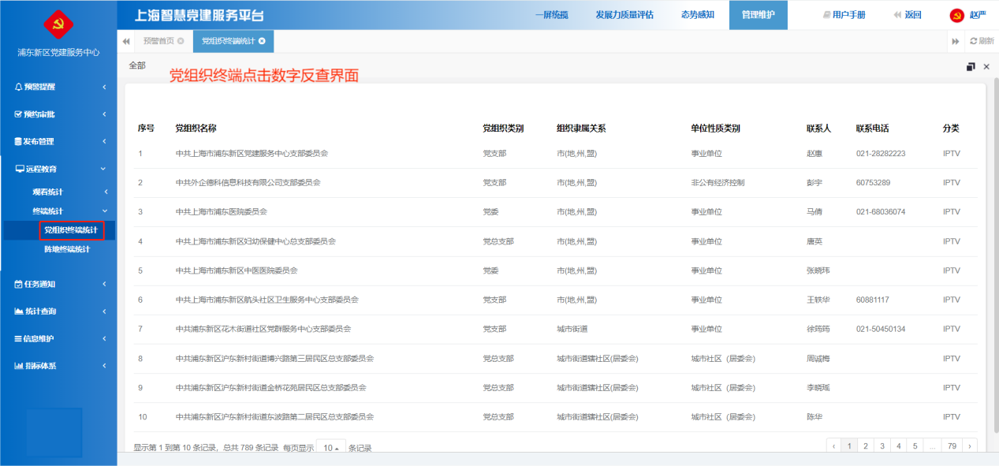 上海智慧党建服务平台
一屏统揽 发展力质量评估 态势感知 管理维护 用户手册 返回 赵严
浦东新区党建服务中心
预警首页 党组织终端统计 刷新
全部
党组织终端点击数字反查界面
预警提醒
预约审批
发布管理
远程教育
观看统计
终端统计
党组织终端统计
阵地终端统计
任务通知
统计查询
信息维护
指标体系
序号 党组织名称 党组织类别 组织隶属关系 单位性质类别 联系人 联系电话 分类
1 中共上海市浦东新区党建服务中心支部委员会 党支部 市(地,州,盟) 事业单位 赵惠 021-28282223 IPTV
2 中共外企德科信息科技有限公司支部委员会 党支部 市(地,州,盟) 非公有经济控制 彭宇 60753289 IPTV
3 中共上海市浦东医院委员会 党委 市(地,州,盟) 事业单位 马倩 021-68036074 IPTV
4 中共上海市浦东新区妇幼保健中心总支部委员会 党总支部 市(地,州,盟) 事业单位 唐英 IPTV
5 中共上海市浦东新区中医医院委员会 党委 市(地,州,盟) 事业单位 张晓玮 IPTV
6 中共上海市浦东新区航头社区卫生服务中心支部委员会 党支部 市(地,州,盟) 事业单位 王轶华 60881117 IPTV
7 中共浦东新区花木街道社区党群服务中心支部委员会 党支部 城市街道 事业单位 徐筠筠 021-50450134 IPTV
8 中共浦东新区沪东新村街道博兴路第三居民区总支部委员会 党总支部 城市街道辖社区(居委会) 城市社区（居委会) 周诚梅 IPTV
9 中共浦东新区沪东新村街道金桥花苑居民区总支部委员会 党总支部 城市街道辖社区(居委会) 城市社区（居委会) 李晓瑶 IPTV
10 中共浦东新区沪东新村街道东波路第二居民区总支部委员会 党总支部 城市街道辖社区(居委会) 城市社区（居委会) 陈华 IPTV
显示第 1 到第 10 条记录，总共 789 条记录 每页显示 10 条记录 ‹ 1 2 3 4 5 ... 79 ›